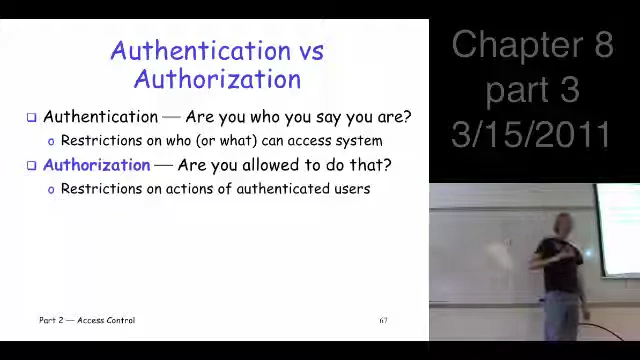 Authentication vs
Authorization
❑ Authentication — Are you who you say you are?
o Restrictions on who (or what) can access system
❑ Authorization — Are you allowed to do that?
o Restrictions on actions of authenticated users
Part 2 — Access Control
67
Chapter 8
part 3
3/15/2011